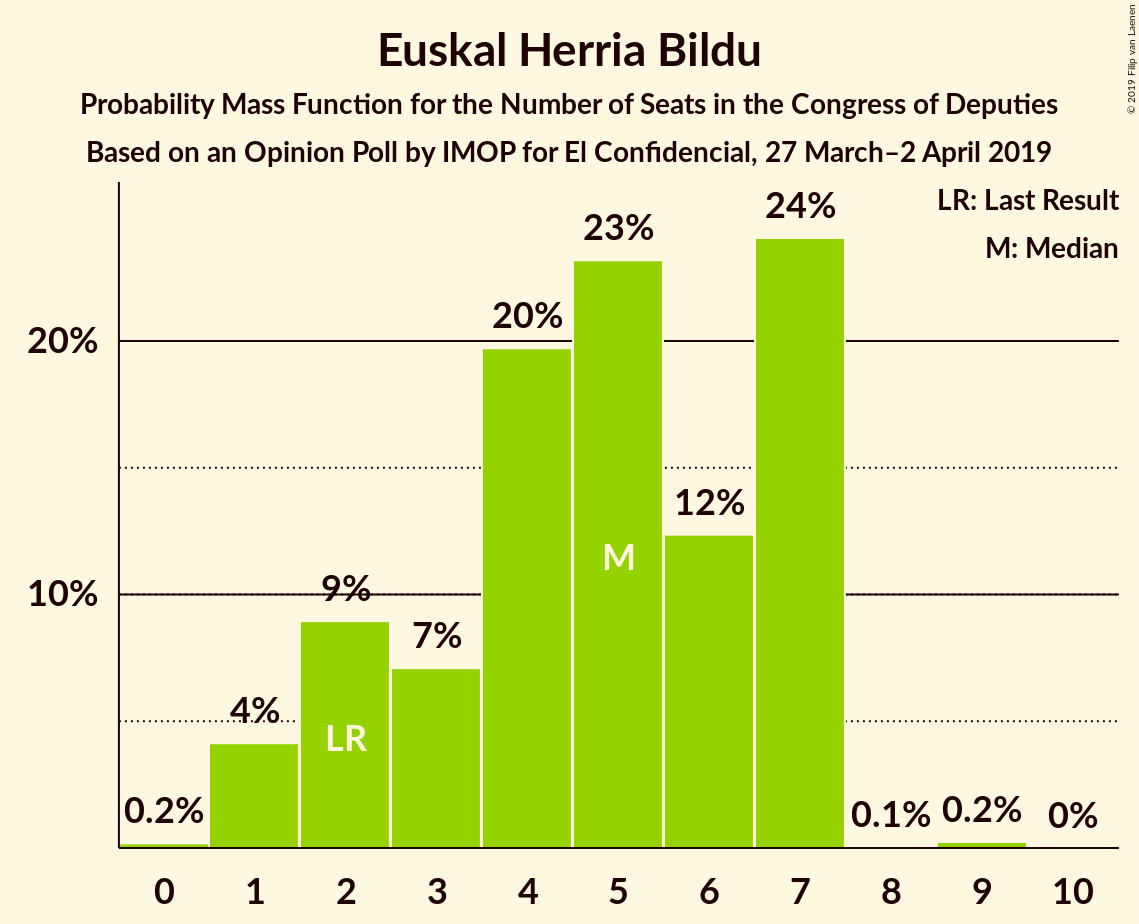 Euskal Herria Bildu
Probability Mass Function for the Number of Seats in the Congress of Deputies
Based on an Opinion Poll by IMOP for El Confidencial, 27 March–2 April 2019
© 2019 Filip van Laenen
LR: Last Result
M: Median
20%
10%
0.2%
4%
9%
7%
20%
23%
12%
24%
0.1%
0.2%
0%
LR
M
0 1 2 3 4 5 6 7 8 9 10